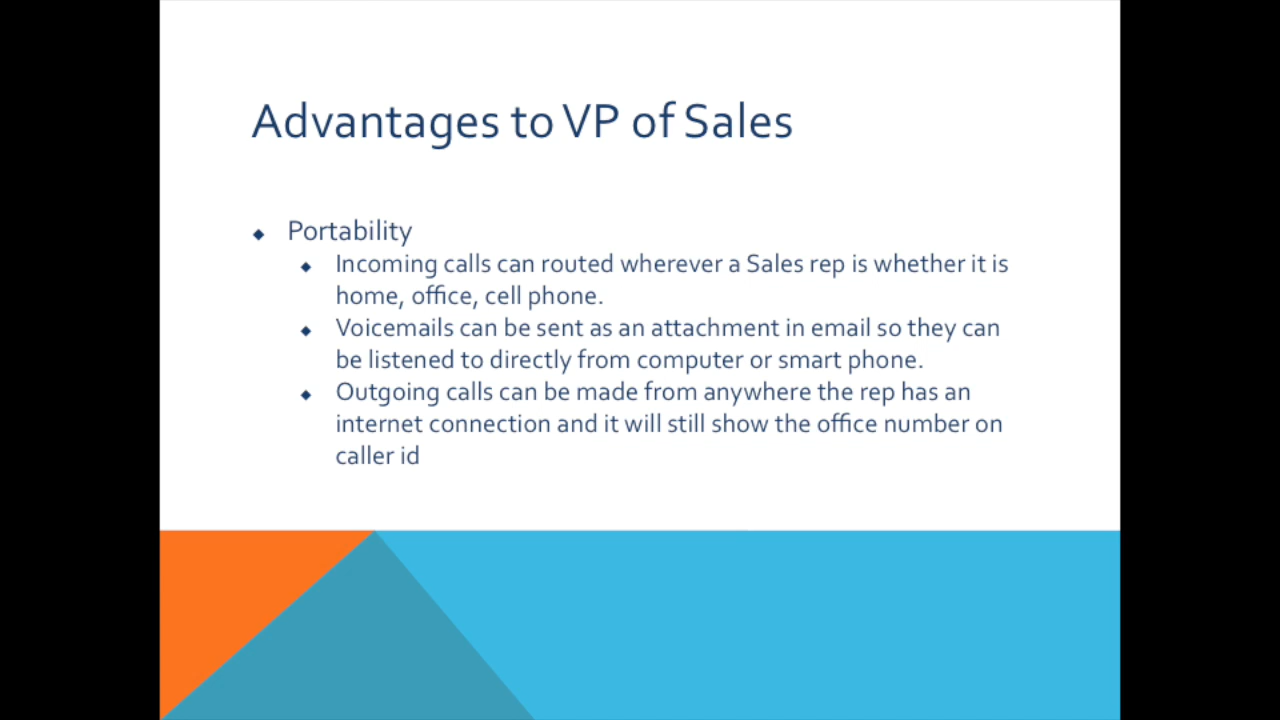 Advantages to VP of Sales
Portability
Incoming calls can routed wherever a Sales rep is whether it is
home, office, cell phone.
Voicemails can be sent as an attachment in email so they can
be listened to directly from computer or smart phone.
Outgoing calls can be made from anywhere the rep has an
internet connection and it will still show the office number on
caller id